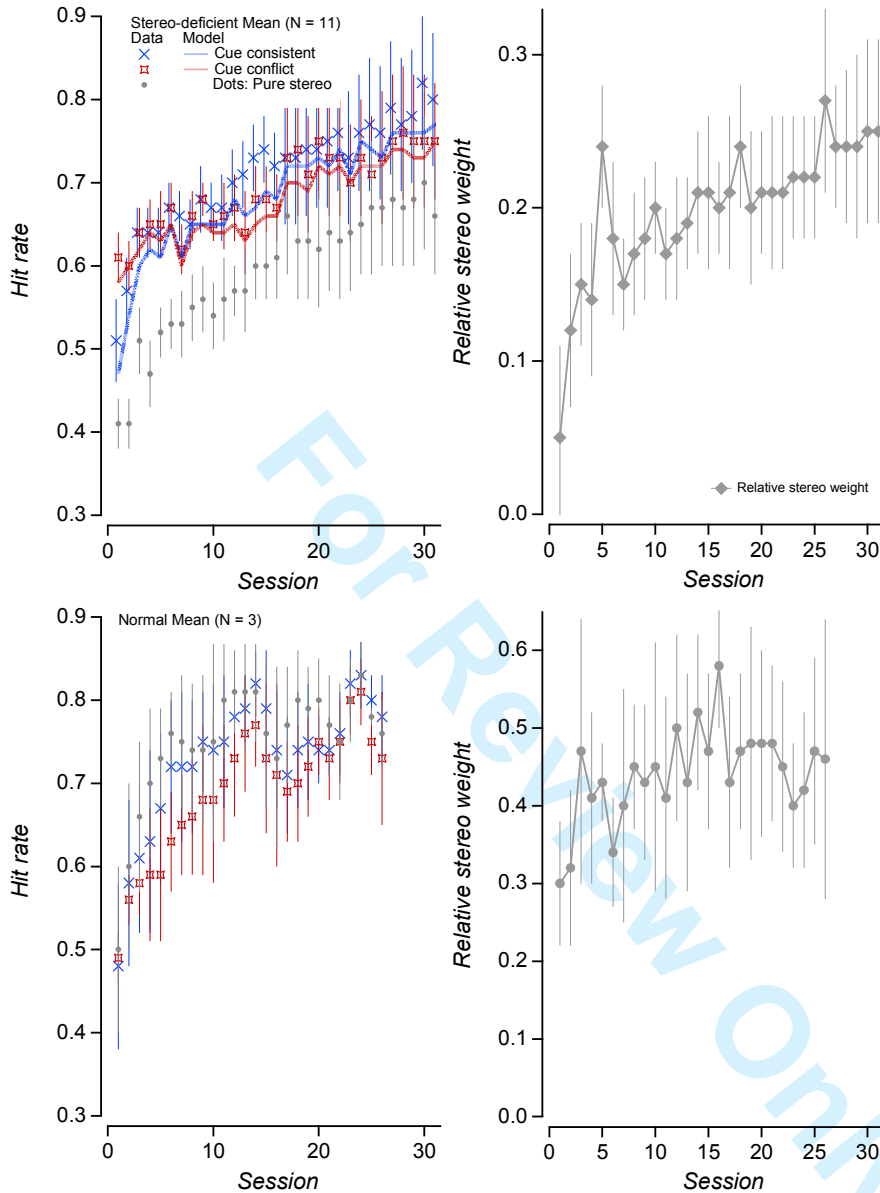 Stereo-deficient Mean (N = 11)
Data Model
Cue consistent
Cue conflict
Dots: Pure stereo
0.9
0.8
0.7
0.6
0.5
0.4
0.3
Hit rate
0 10 20 30
Session
0.3
0.2
0.1
0.0
Relative stereo weight
Relative stereo weight
0 5 10 15 20 25 30
Session
Normal Mean (N = 3)
0.9
0.8
0.7
0.6
0.5
0.4
0.3
Hit rate
0 10 20 30
Session
0.6
0.5
0.4
0.3
0.2
0.1
0.0
Relative stereo weight
0 5 10 15 20 25 30
Session
For Review Onl